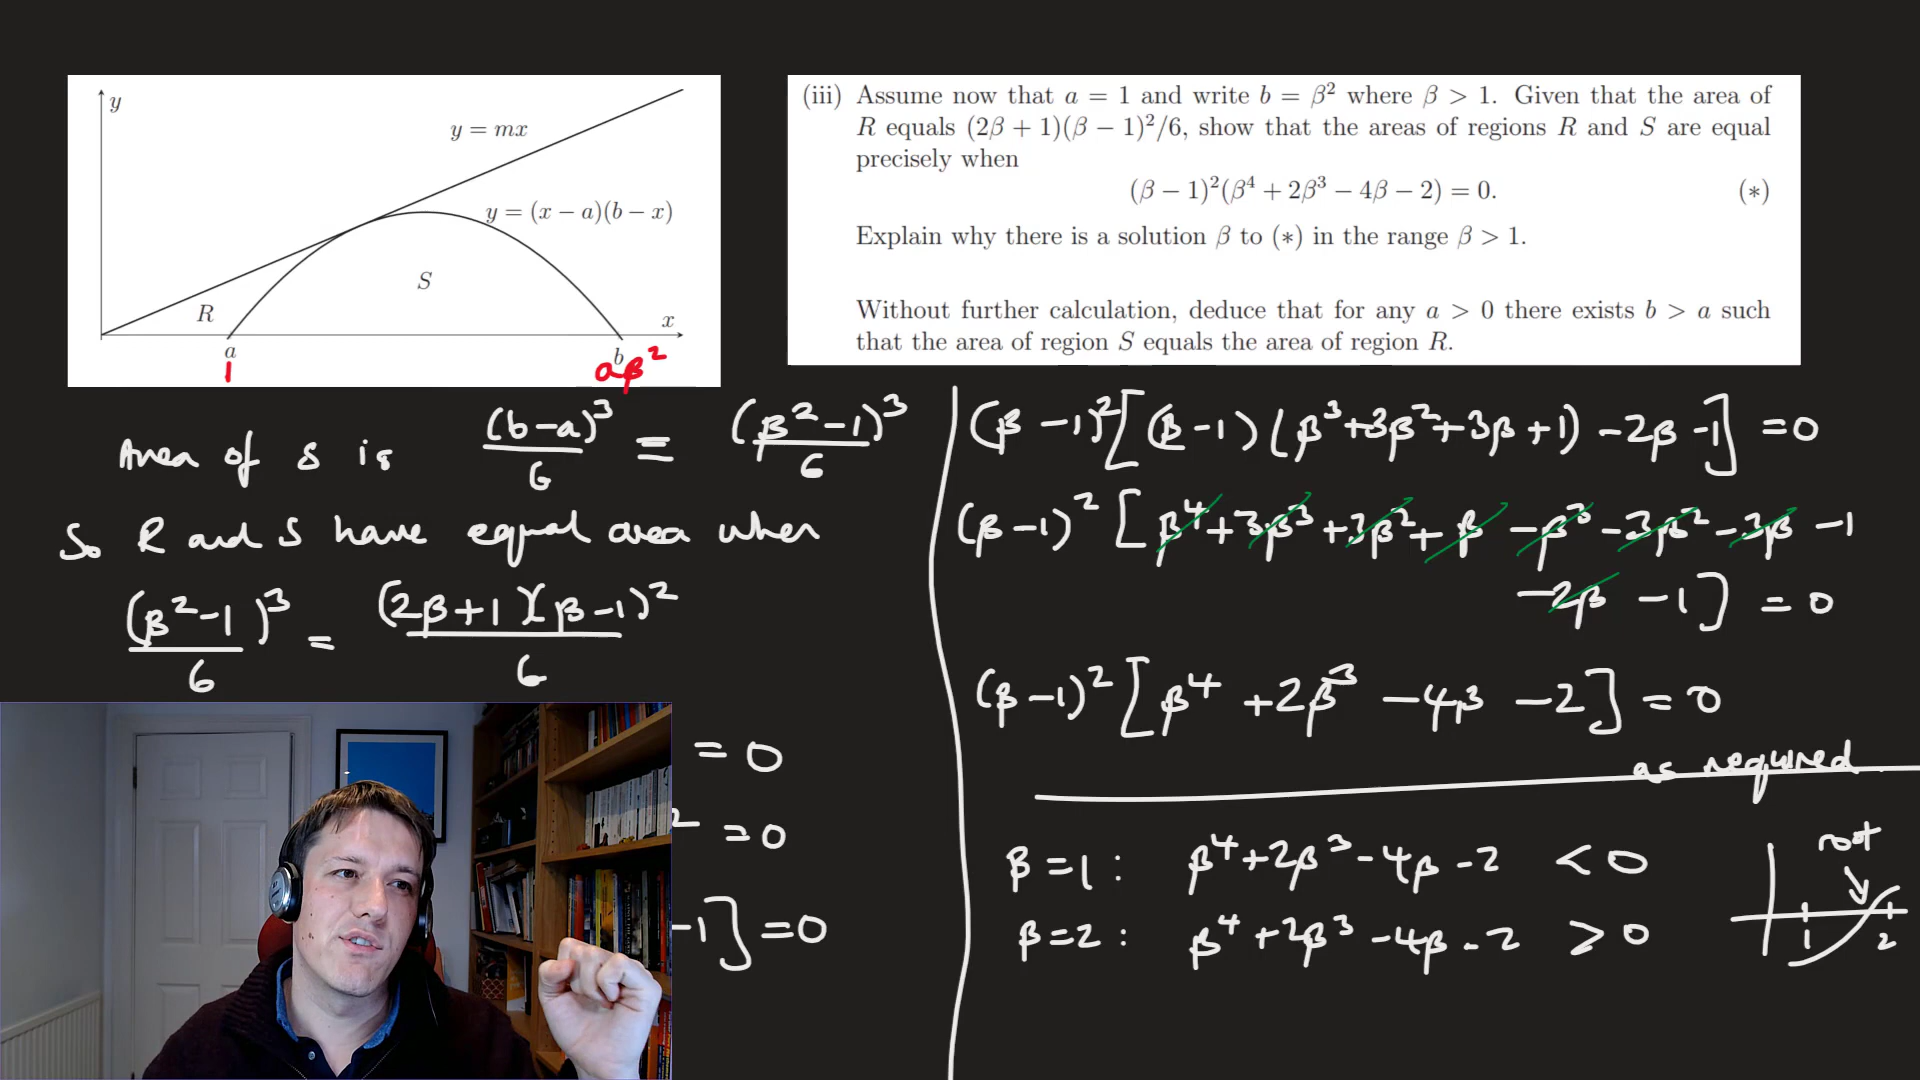 y
y = mx
y = (x − a)(b − x)
S
R
x
a
b
1
aβ²
(iii) Assume now that a = 1 and write b = β² where β > 1. Given that the area of
R equals (2β + 1)(β − 1)²/6, show that the areas of regions R and S are equal
precisely when
(β − 1)²(β⁴ + 2β³ − 4β − 2) = 0. (∗)
Explain why there is a solution β to (∗) in the range β > 1.
Without further calculation, deduce that for any a > 0 there exists b > a such
that the area of region S equals the area of region R.
Area of S is (b-a)³/6 = (β²-1)³/6
So R and S have equal area when
(β²-1)³/6 = (2β+1)(β-1)²/6
= 0
² = 0
-1] = 0
(β-1)²[(β-1)(β³+3β²+3β+1) -2β-1] = 0
(β-1)²[β⁴+3β³+3β²+β-β³-3β²-3β-1
-2β-1] = 0
(β-1)²[β⁴+2β³-4β-2] = 0
as required.
β=1: β⁴+2β³-4β-2 < 0
β=2: β⁴+2β³-4β-2 > 0
root
1
2